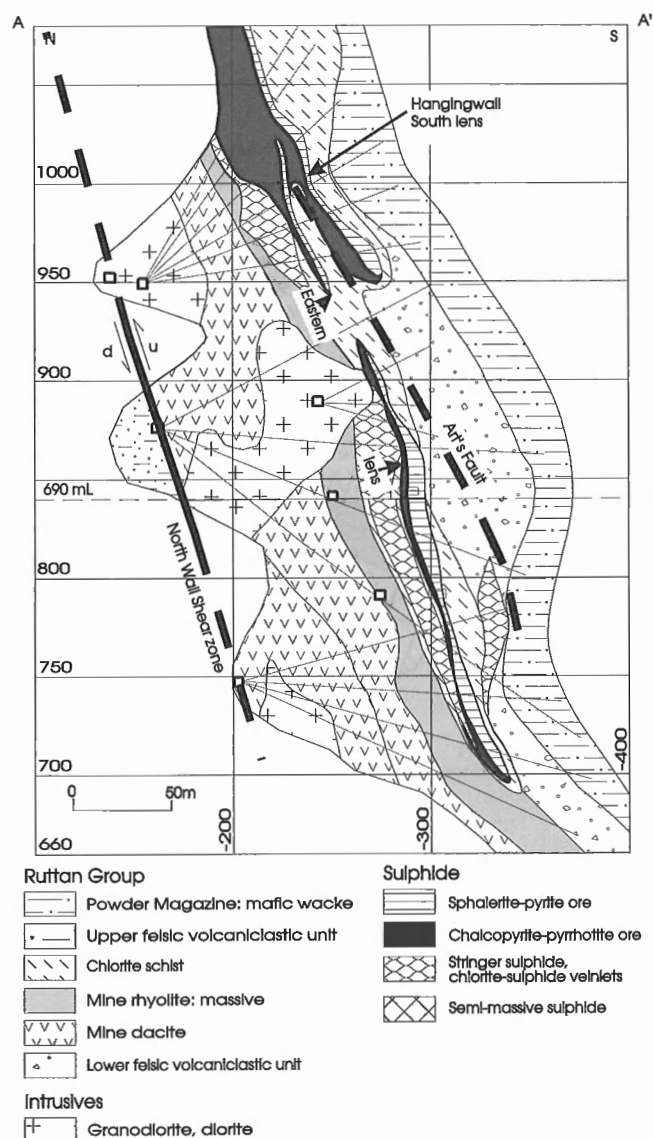 A
A'
N
S
Hangingwall
South lens
1000
950
Eastern
d
u
900
Art's Fault
lens
690 mL
800
North Wall Shear zone
750
700
0
50m
660
-200
-300
-400
Ruttan Group
Powder Magazine: mafic wacke
Upper felsic volcaniclastic unit
Chlorite schist
Mine rhyolite: massive
Mine dacite
Lower felsic volcaniclastic unit
Intrusives
Granodiorite, diorite
Sulphide
Sphalerite-pyrite ore
Chalcopyrite-pyrrhotite ore
Stringer sulphide,
chlorite-sulphide veinlets
Semi-massive sulphide